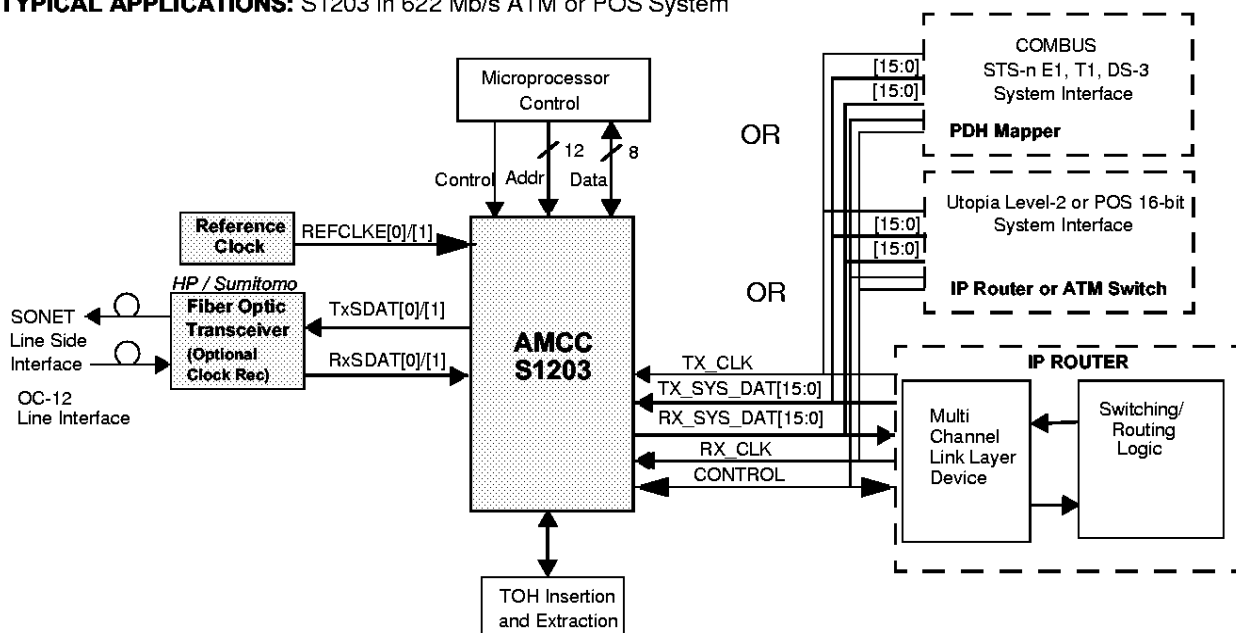 TYPICAL APPLICATIONS: S1203 in 622 Mb/s ATM or POS System
Microprocessor
Control
12
8
Control
Addr
Data
Reference
Clock
REFCLKE[0]/[1]
HP / Sumitomo
Fiber Optic
Transceiver
(Optional
Clock Rec)
TxSDAT[0]/[1]
RxSDAT[0]/[1]
SONET
Line Side
Interface
OC-12
Line Interface
AMCC
S1203
TOH Insertion
and Extraction
OR
OR
[15:0]
[15:0]
COMBUS
STS-n E1, T1, DS-3
System Interface
PDH Mapper
[15:0]
[15:0]
Utopia Level-2 or POS 16-bit
System Interface
IP Router or ATM Switch
TX_CLK
TX_SYS_DAT[15:0]
RX_SYS_DAT[15:0]
RX_CLK
CONTROL
IP ROUTER
Multi
Channel
Link Layer
Device
Switching/
Routing
Logic